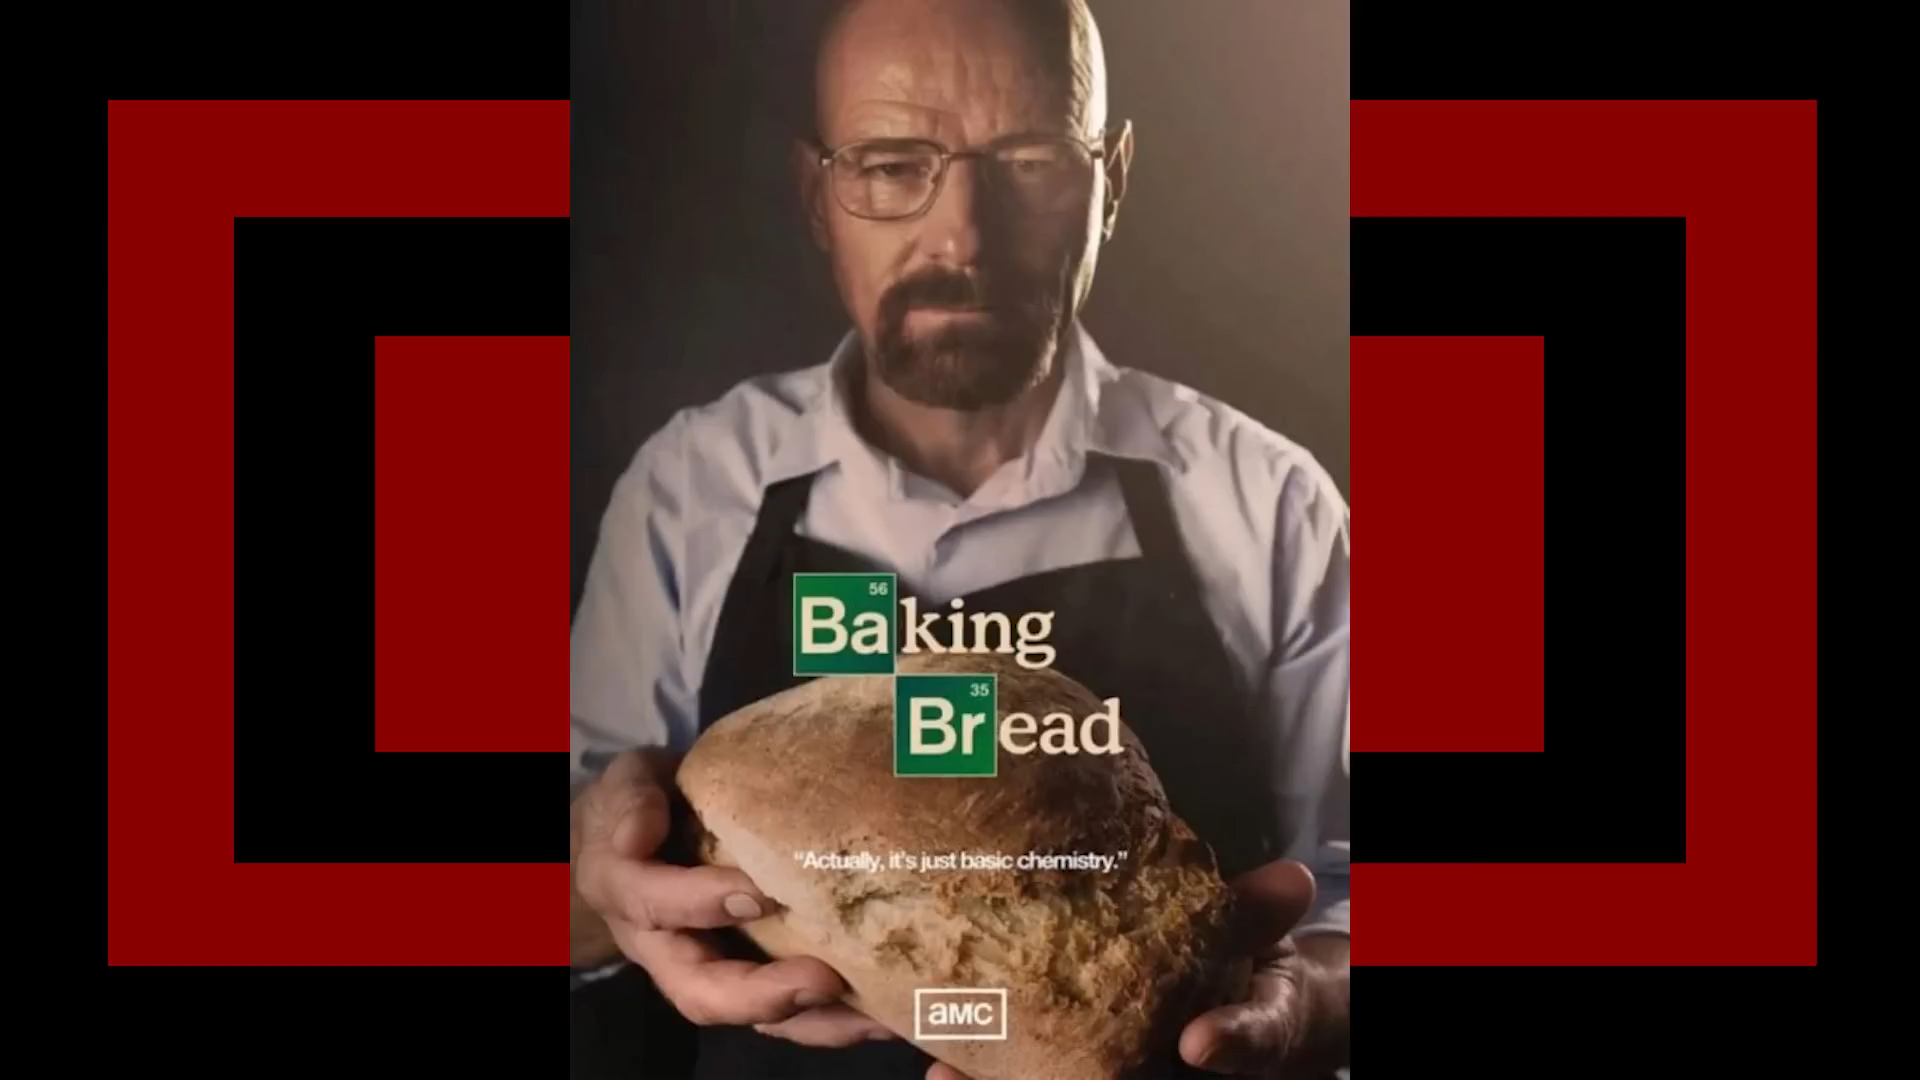 56
Baking
35
Bread
“Actually, it's just basic chemistry.”
aMC